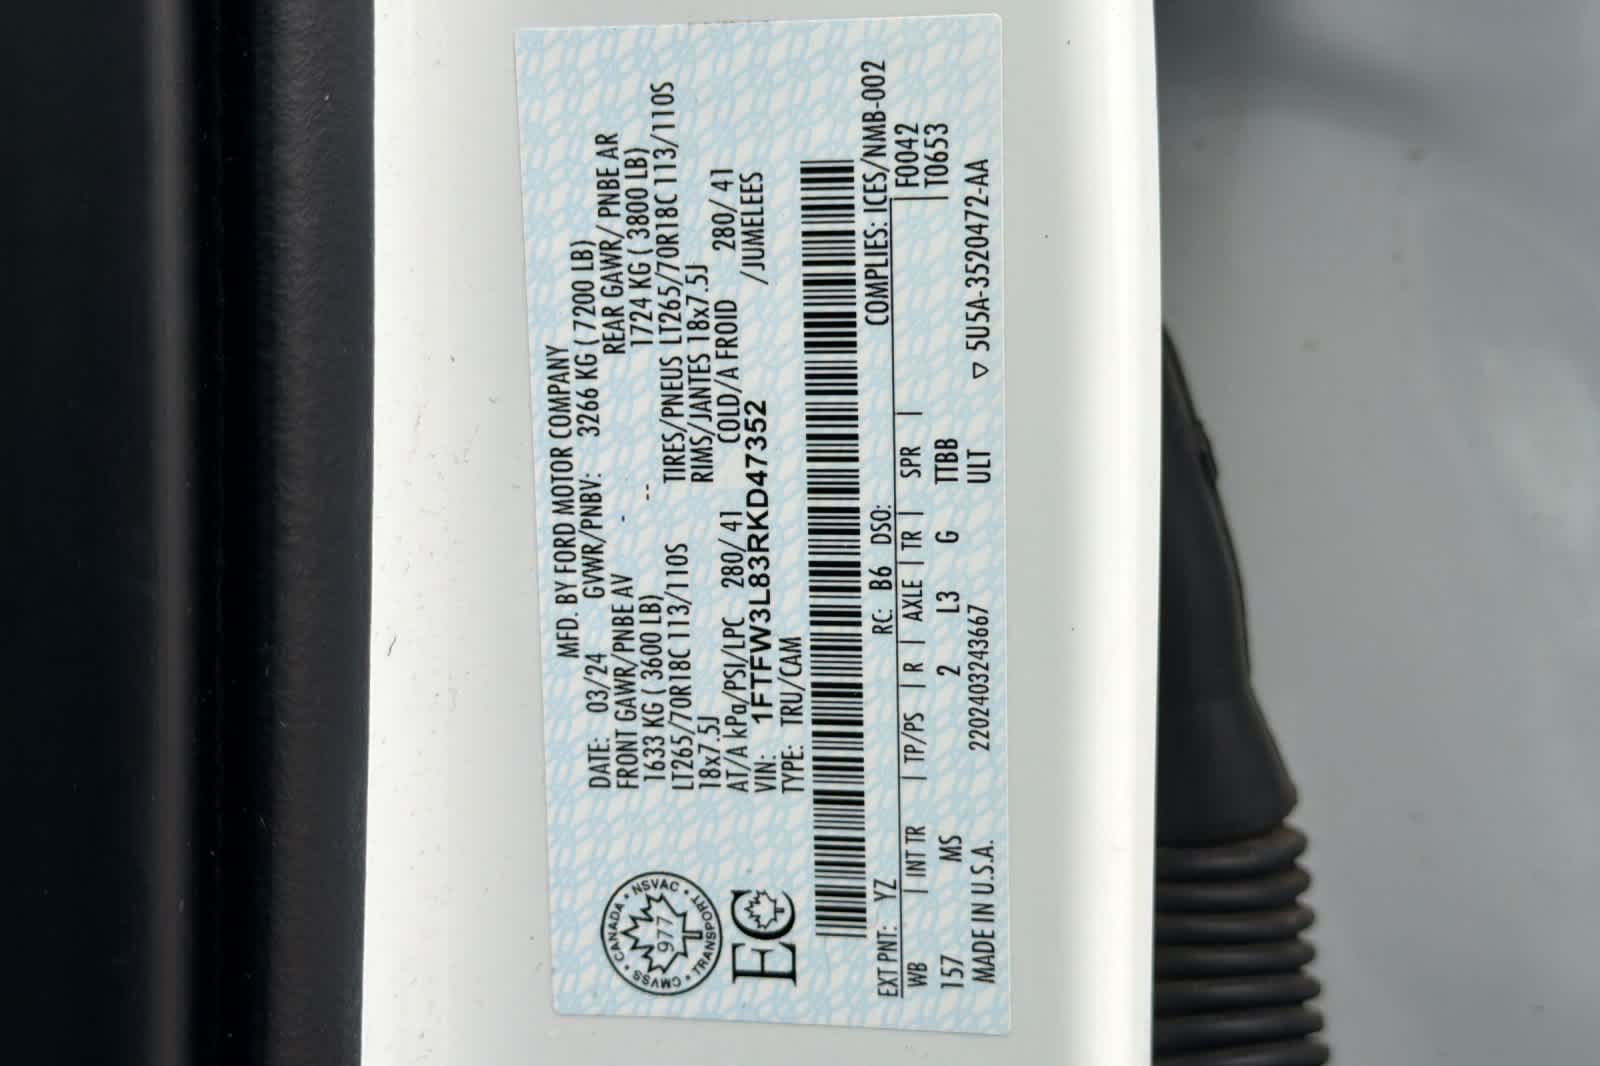 MFD. BY FORD MOTOR COMPANY
DATE: 03/24 GVWR/PNBV: 3266 KG ( 7200 LB)
FRONT GAWR/PNBE AV - -- REAR GAWR/ PNBE AR
1633 KG ( 3600 LB) 1724 KG ( 3800 LB)
LT265/70R18C 113/110S TIRES/PNEUS LT265/70R18C 113/110S
18x7.5J RIMS/JANTES 18x7.5J
AT/A kPa/PSI/LPC 280/ 41 COLD/A FROID 280/ 41
VIN: 1FTFW3L83RKD47352 /JUMELEES
TYPE: TRU/CAM
CANADA • NSVAC • TRANSPORT • CMVSS •
977
EC
COMPLIES: ICES/NMB-002
EXT PNT: YZ RC: B6 DSO: F0042
WB | INT TR | TP/PS | R | AXLE | TR | SPR | T0653
157 MS 2 L3 G TTBB
MADE IN U.S.A. 220240324366​7 ULT ▽ 5U5A-3520472-AA